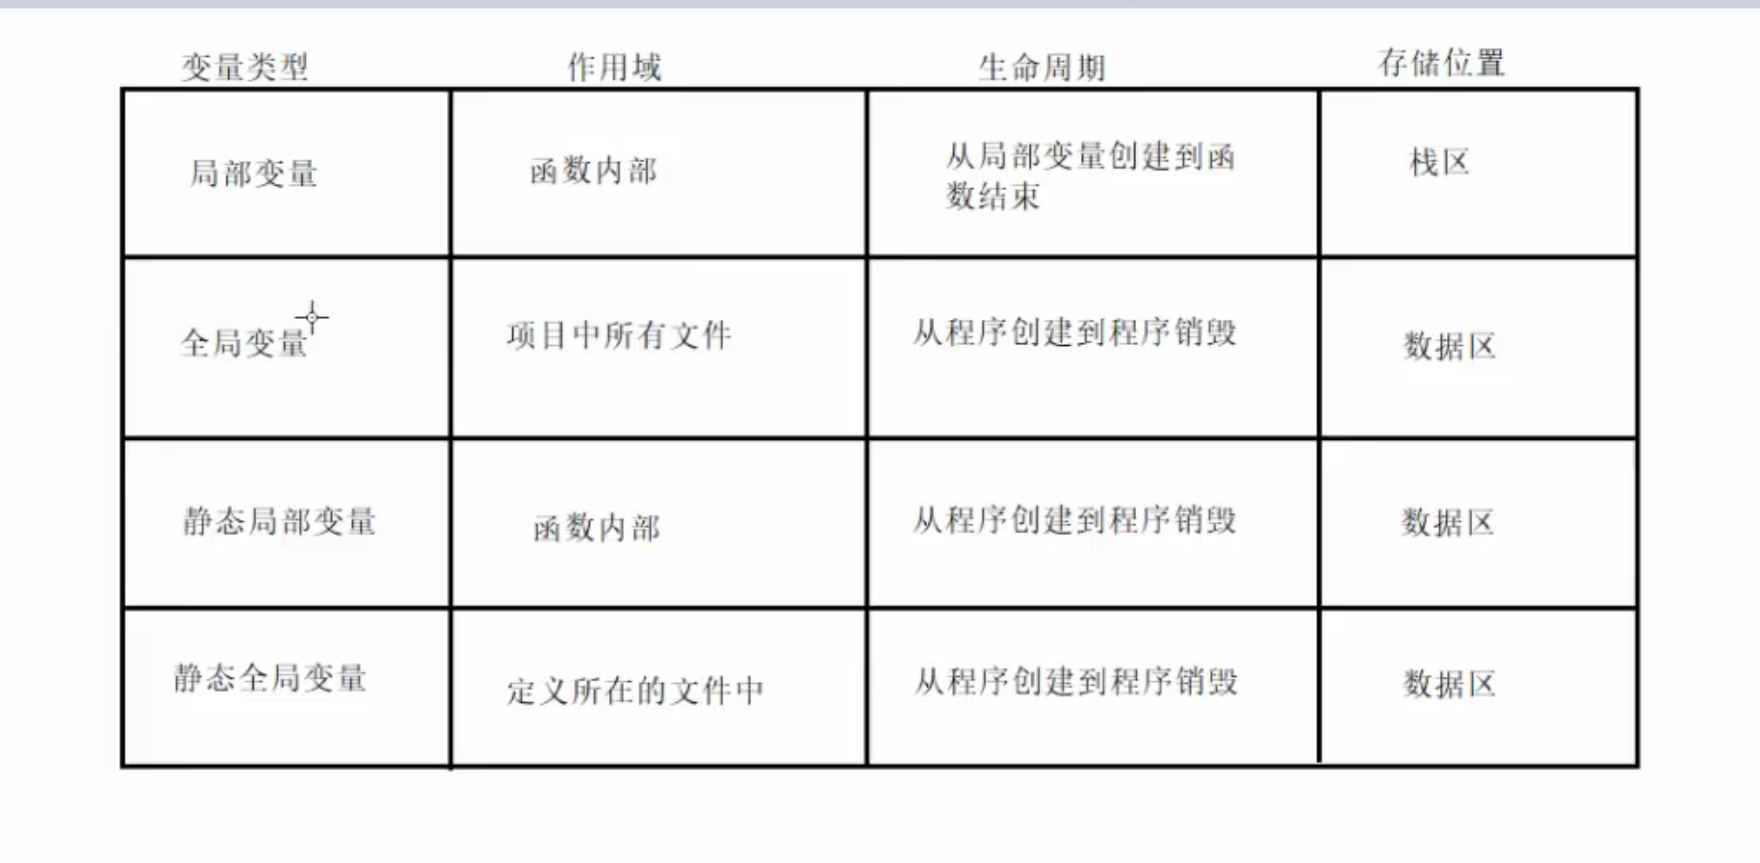 变量类型 作用域 生命周期 存储位置
局部变量 函数内部 从局部变量创建到函 栈区
数结束
全局变量 项目中所有文件 从程序创建到程序销毁 数据区
静态局部变量 函数内部 从程序创建到程序销毁 数据区
静态全局变量 定义所在的文件中 从程序创建到程序销毁 数据区